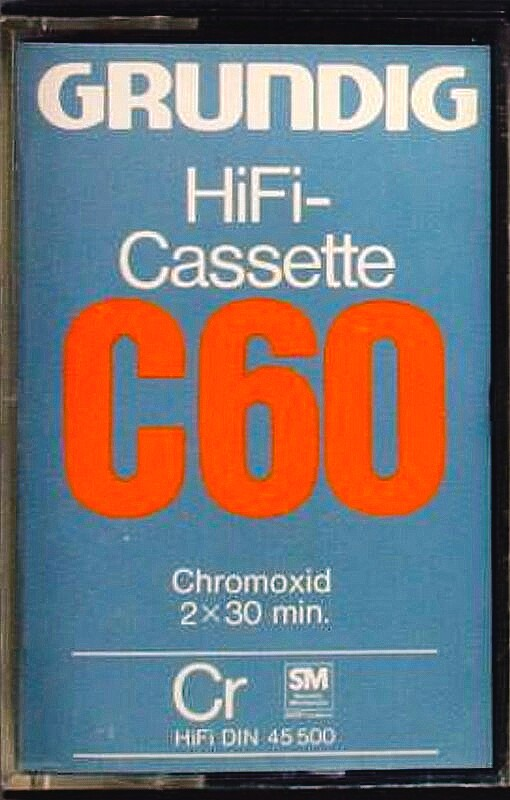 GRUNDIG
HiFi-
Cassette
C60
Chromoxid
2 × 30 min.
Cr SM
HiFi DIN 45 500